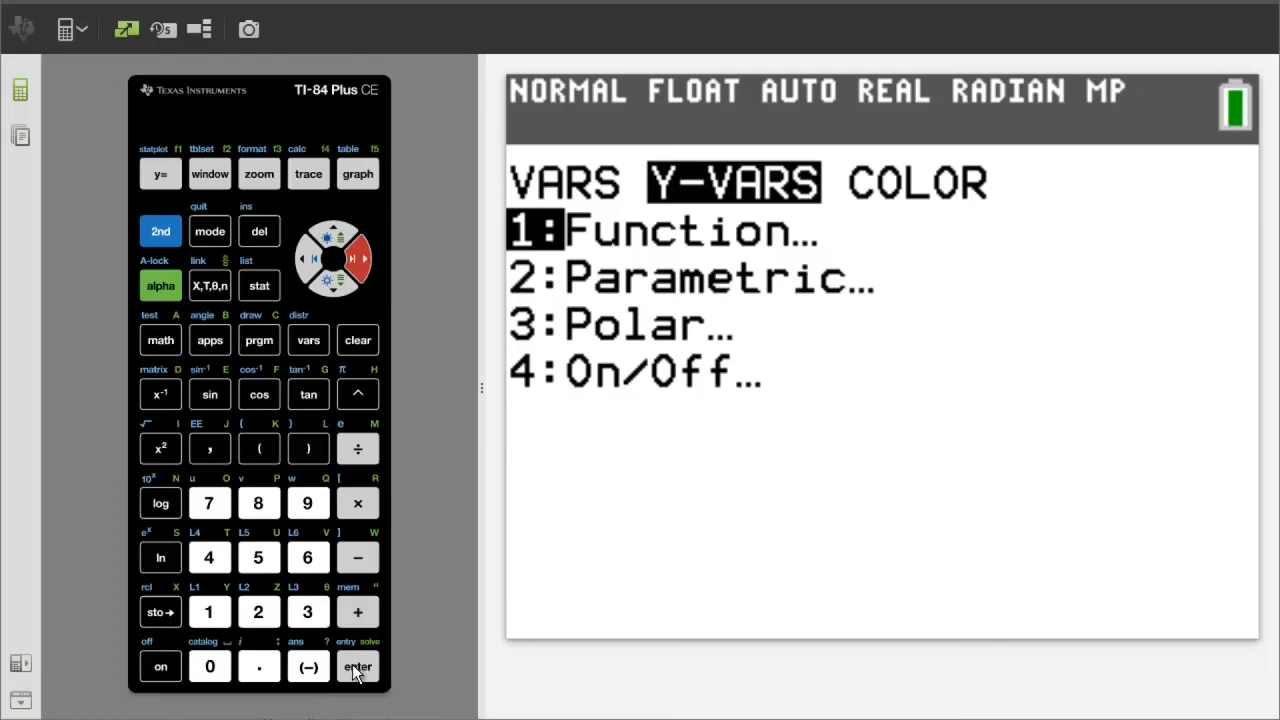 TEXAS INSTRUMENTS TI-84 Plus CE
statplot f1 tblset f2 format f3 calc f4 table f5
y= window zoom trace graph
quit ins
2nd mode del
A-lock link list
alpha X,T,θ,n stat
test A angle B draw C distr
math apps prgm vars clear
matrix D sin⁻¹ E cos⁻¹ F tan⁻¹ G π H
x⁻¹ sin cos tan ^
√ I EE J { K } L e M
x² , ( ) ÷
10ˣ N u O v P w Q [ R
log 7 8 9 ×
eˣ S L4 T L5 U L6 V ] W
ln 4 5 6 −
rcl X L1 Y L2 Z L3 θ mem "
sto→ 1 2 3 +
off catalog ⎵ i : ans ? entry solve
on 0 . (−) enter
NORMAL FLOAT AUTO REAL RADIAN MP
VARS Y-VARS COLOR
1:Function…
2:Parametric…
3:Polar…
4:On/Off…